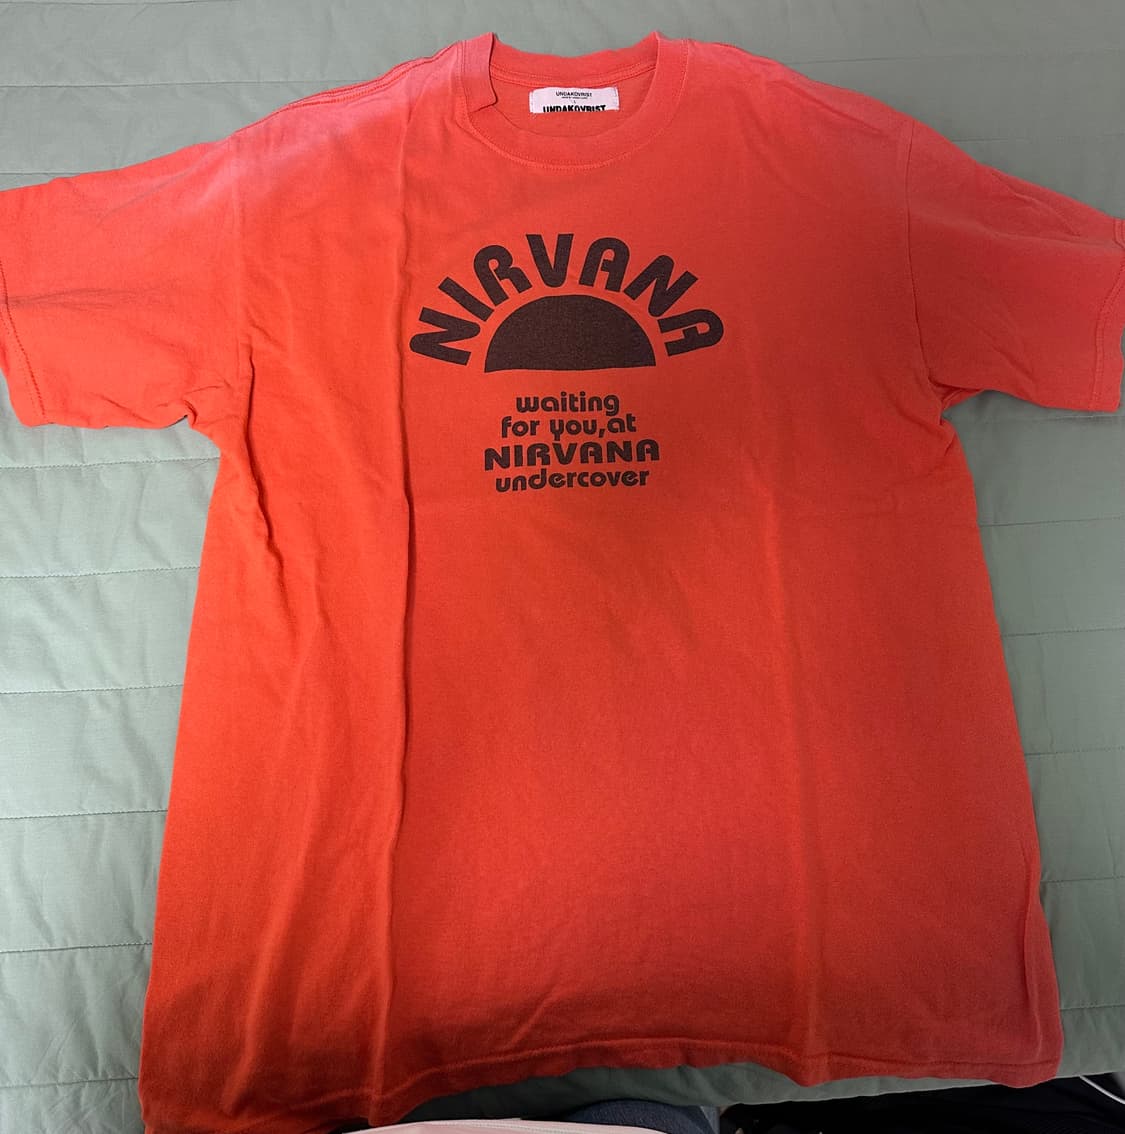 UNDAKOVRIST
UNDAKOVRIST
NIRVANA
waiting
for you, at
NIRVANA
undercover